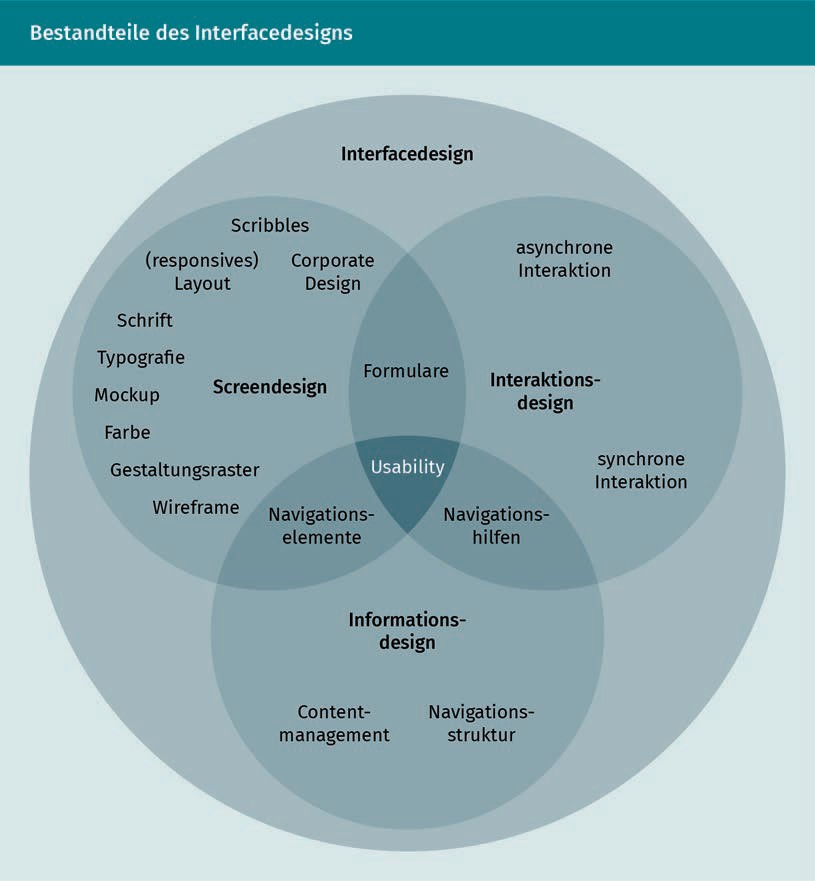 Bestandteile des Interfacedesigns
Interfacedesign
Scribbles
(responsives)
Layout
Corporate
Design
Schrift
Typografie
Mockup
Farbe
Gestaltungsraster
Wireframe
Screendesign
Formulare
asynchrone
Interaktion
Interaktions-
design
synchrone
Interaktion
Usability
Navigations-
elemente
Navigations-
hilfen
Informations-
design
Content-
management
Navigations-
struktur